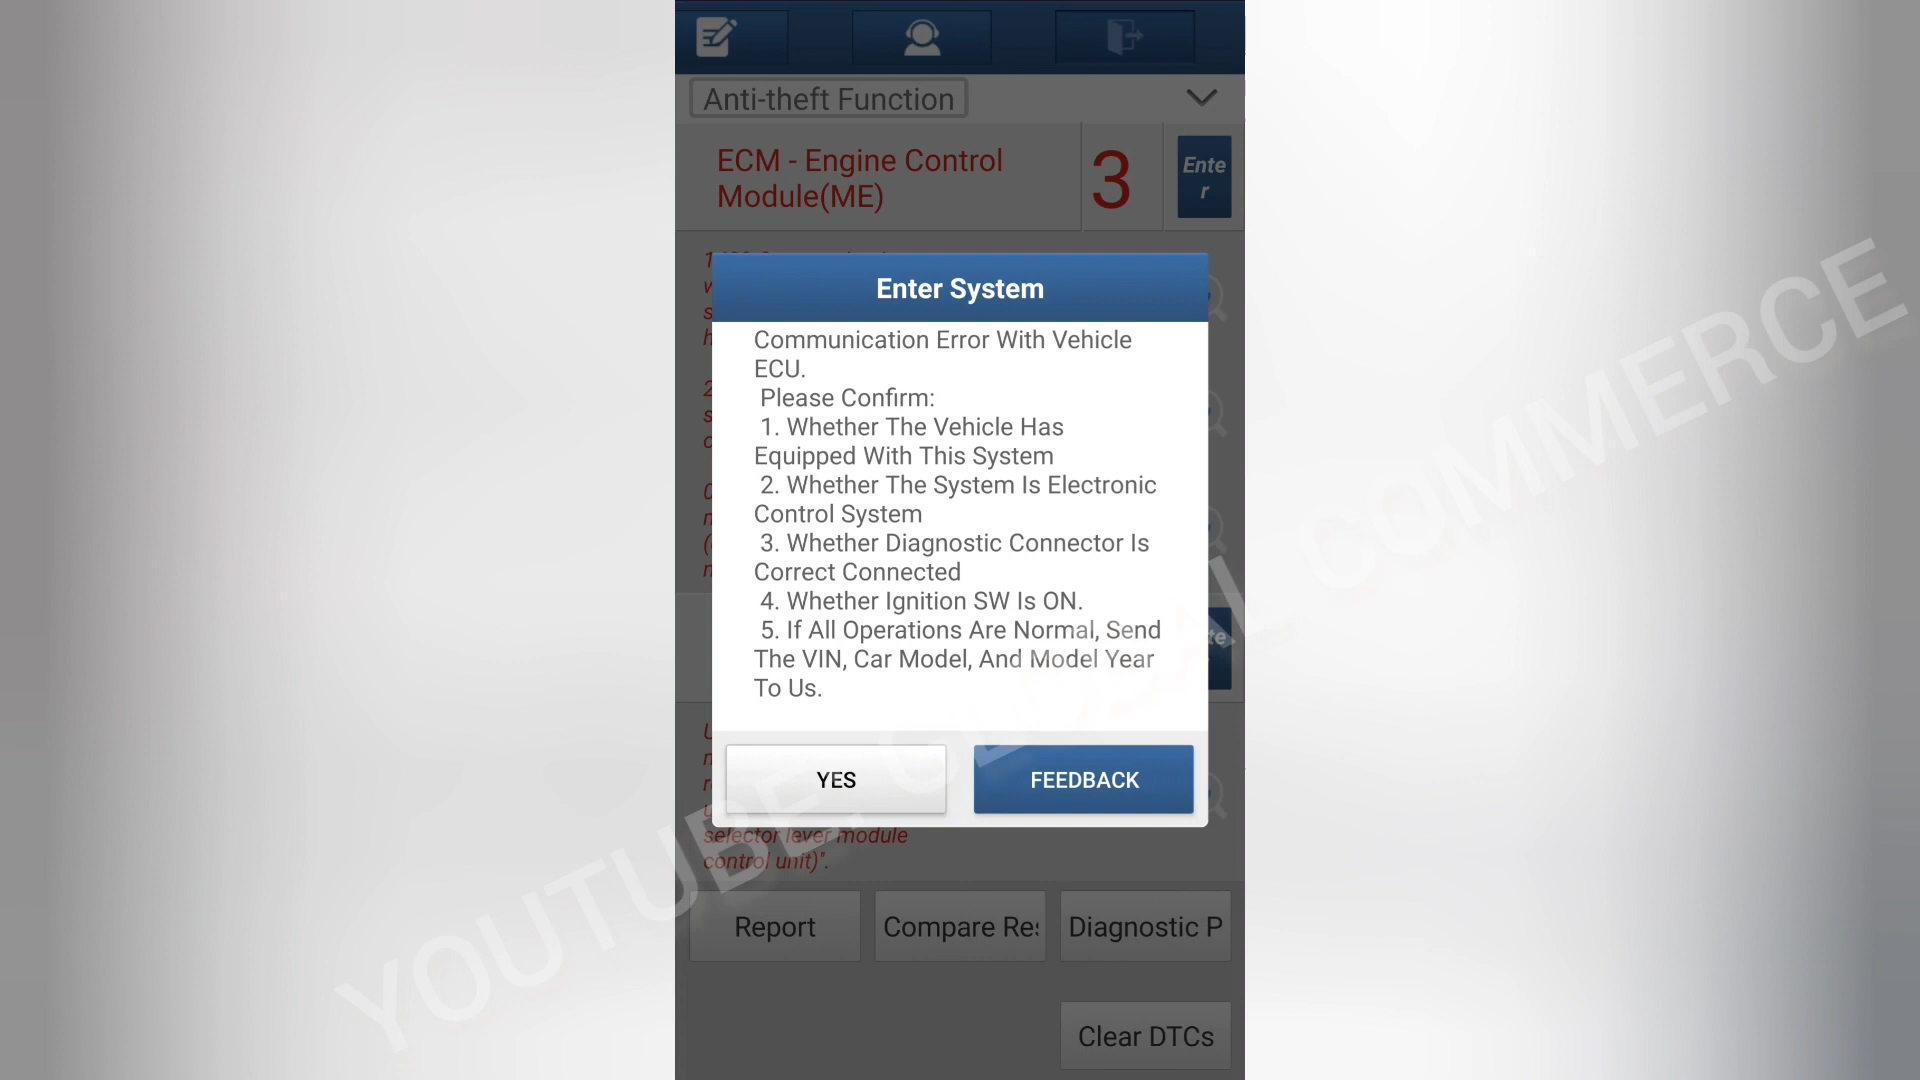 Anti-theft Function
ECM - Engine Control
Module(ME)
3
Ente
r
Enter System
Communication Error With Vehicle
ECU.
Please Confirm:
1. Whether The Vehicle Has
Equipped With This System
2. Whether The System Is Electronic
Control System
3. Whether Diagnostic Connector Is
Correct Connected
4. Whether Ignition SW Is ON.
5. If All Operations Are Normal, Send
The VIN, Car Model, And Model Year
To Us.
YES
FEEDBACK
selector lever module
control unit)".
Report
Compare Res
Diagnostic P
Clear DTCs
YOUTUBE GLOBAL COMMERCE